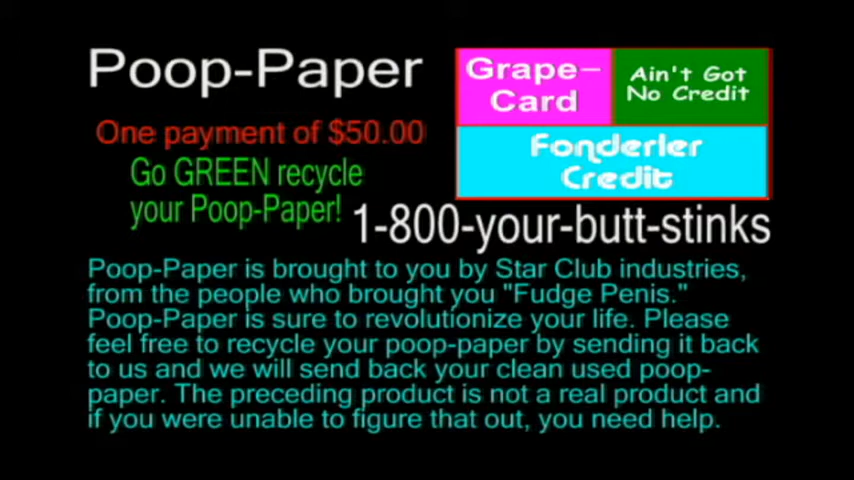 Poop-Paper
One payment of $50.00
Go GREEN recycle
your Poop-Paper!
Grape-
Card
Ain't Got
No Credit
Fonderler
Credit
1-800-your-butt-stinks
Poop-Paper is brought to you by Star Club industries,
from the people who brought you "Fudge Penis."
Poop-Paper is sure to revolutionize your life. Please
feel free to recycle your poop-paper by sending it back
to us and we will send back your clean used poop-
paper. The preceding product is not a real product and
if you were unable to figure that out, you need help.